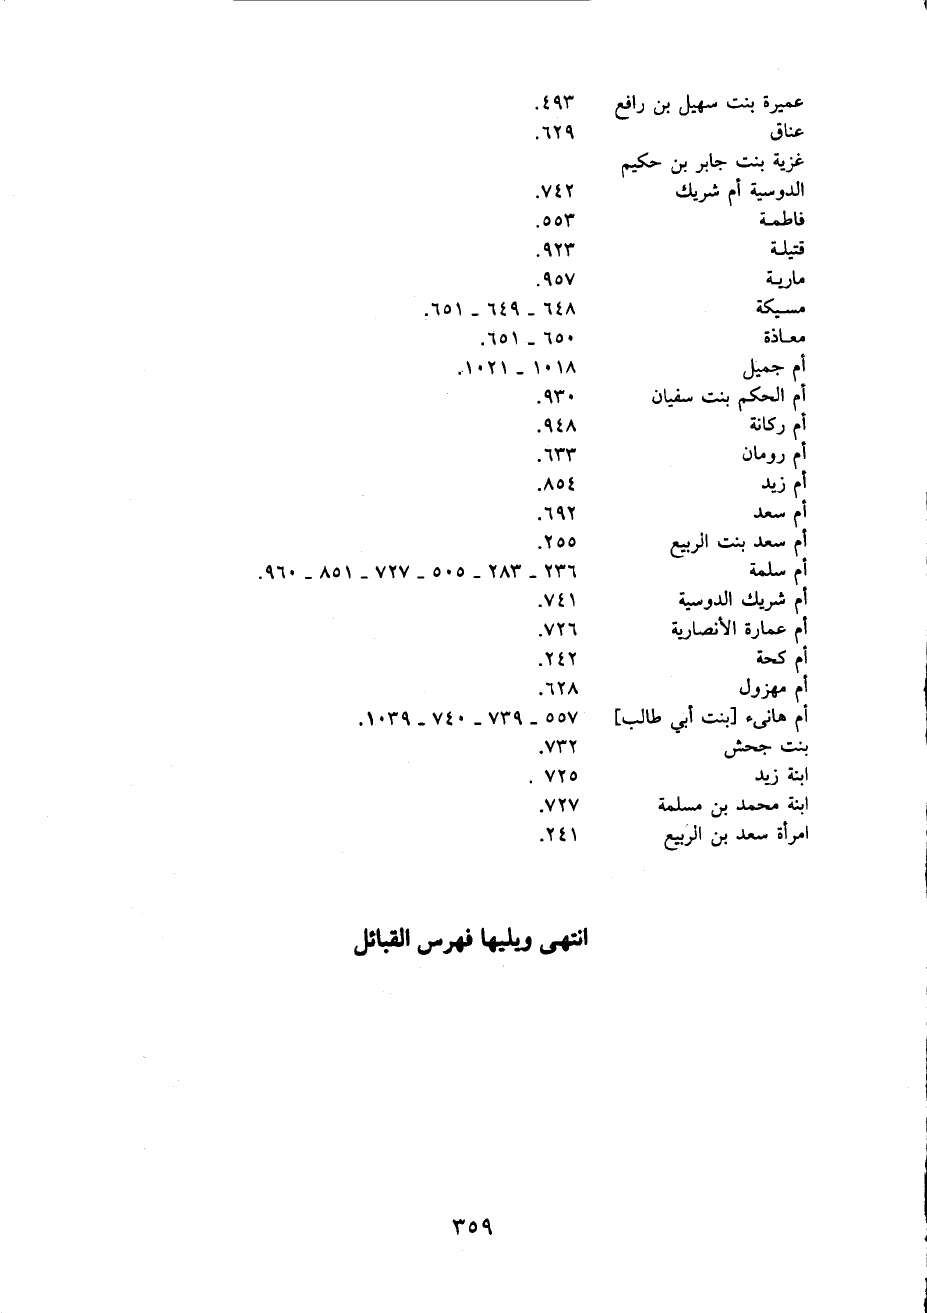 عميرة بنت سهيل بن رافع ٤٩٣.
عناق ٦٢٩.
غزية بنت جابر بن حكيم
الدوسية أم شريك ٧٤٢.
فاطمة ٥٥٣.
قتيلة ٩٢٣.
مارية ٩٥٧.
مسيكة ٦٤٨ ـ ٦٤٩ ـ ٦٥١.
معاذة ٦٥٠ ـ ٦٥١.
أم جميل ١٠١٨ ـ ١٠٢١.
أم الحكم بنت سفيان ٩٣٠.
أم ركانة ٩٤٨.
أم رومان ٦٣٣.
أم زيد ٨٥٤.
أم سعد ٦٩٢.
أم سعد بنت الربيع ٢٥٥.
أم سلمة ٢٣٦ ـ ٢٨٣ ـ ٥٠٥ ـ ٧٢٧ ـ ٨٥١ ـ ٩٦٠.
أم شريك الدوسية ٧٤١.
أم عمارة الأنصارية ٧٢٦.
أم كحة ٢٤٢.
أم مهزول ٦٢٨.
أم هانىء [بنت أبي طالب] ٥٥٧ ـ ٧٣٩ ـ ٧٤٠ ـ ١٠٣٩.
بنت جحش ٧٣٢.
ابنة زيد ٧٢٥ .
ابنة محمد بن مسلمة ٧٢٧.
امرأة سعد بن الربيع ٢٤١.
انتهى ويليها فهرس القبائل
٣٥٩